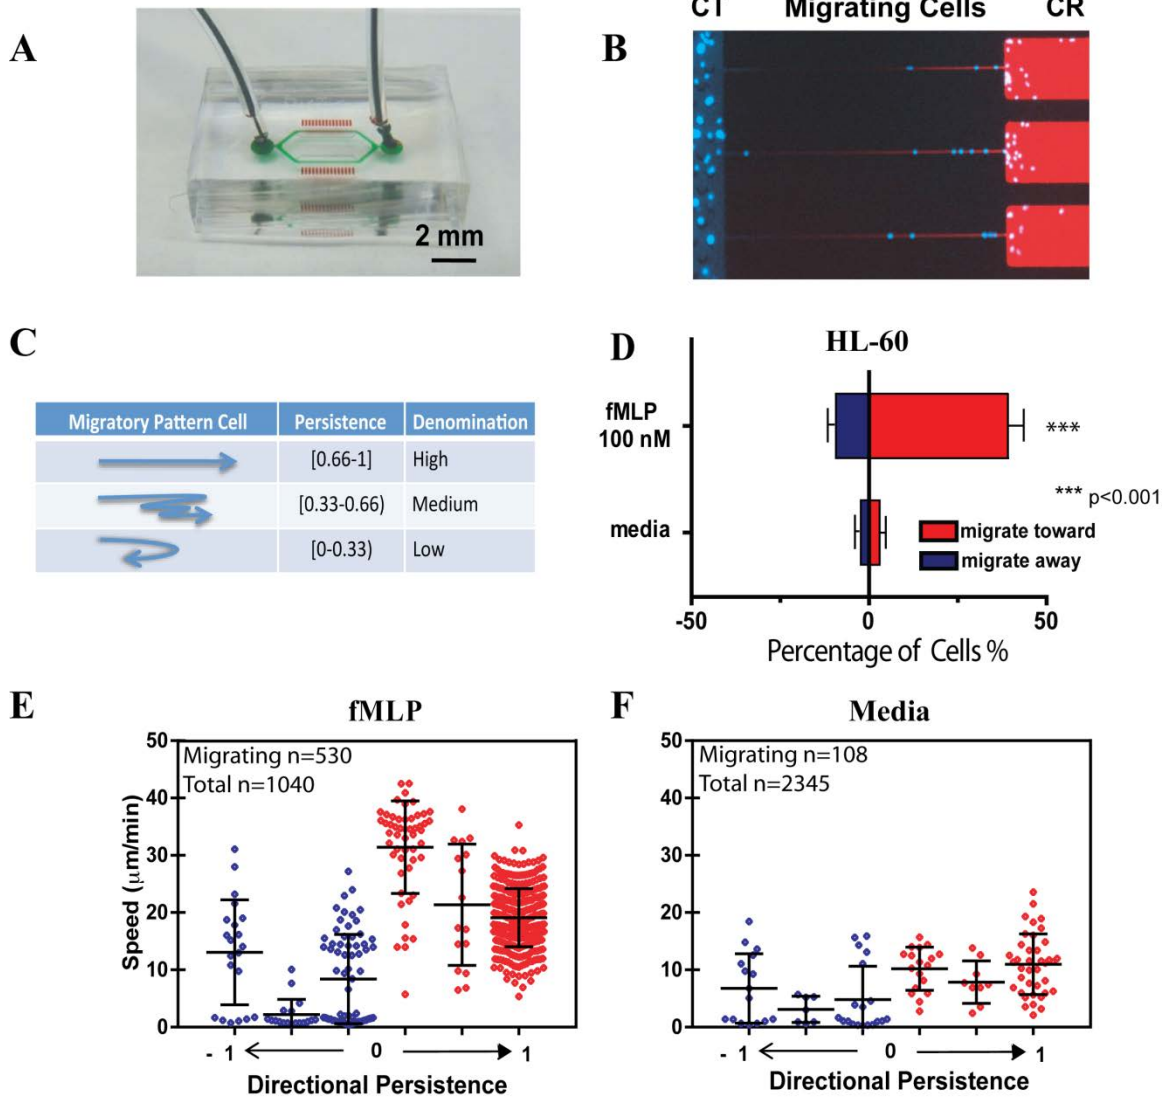 A
2 mm
B
CT Migrating Cells CR
C
Migratory Pattern Cell Persistence Denomination
[0.66-1] High
[0.33-0.66) Medium
[0-0.33) Low
D
HL-60
fMLP
100 nM
***
*** p<0.001
media
migrate toward
migrate away
-50 0 50
Percentage of Cells %
E
fMLP
Migrating n=530
Total n=1040
50
40
30
20
10
0
Speed (μm/min)
- 1 0 1
Directional Persistence
F
Media
Migrating n=108
Total n=2345
50
40
30
20
10
0
- 1 0 1
Directional Persistence